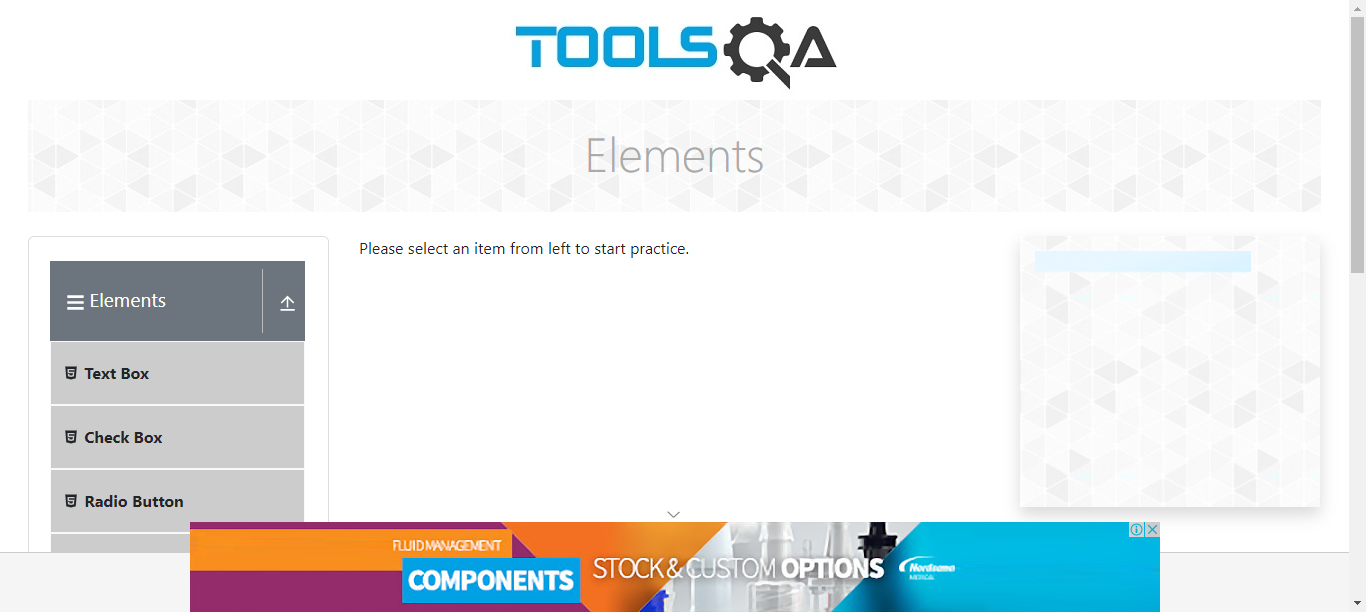 TOOLSQA
Elements
Elements
Text Box
Check Box
Radio Button
Please select an item from left to start practice.
FLUID MANAGEMENT
COMPONENTS
STOCK & CUSTOM OPTIONS
Nordson
MEDICAL